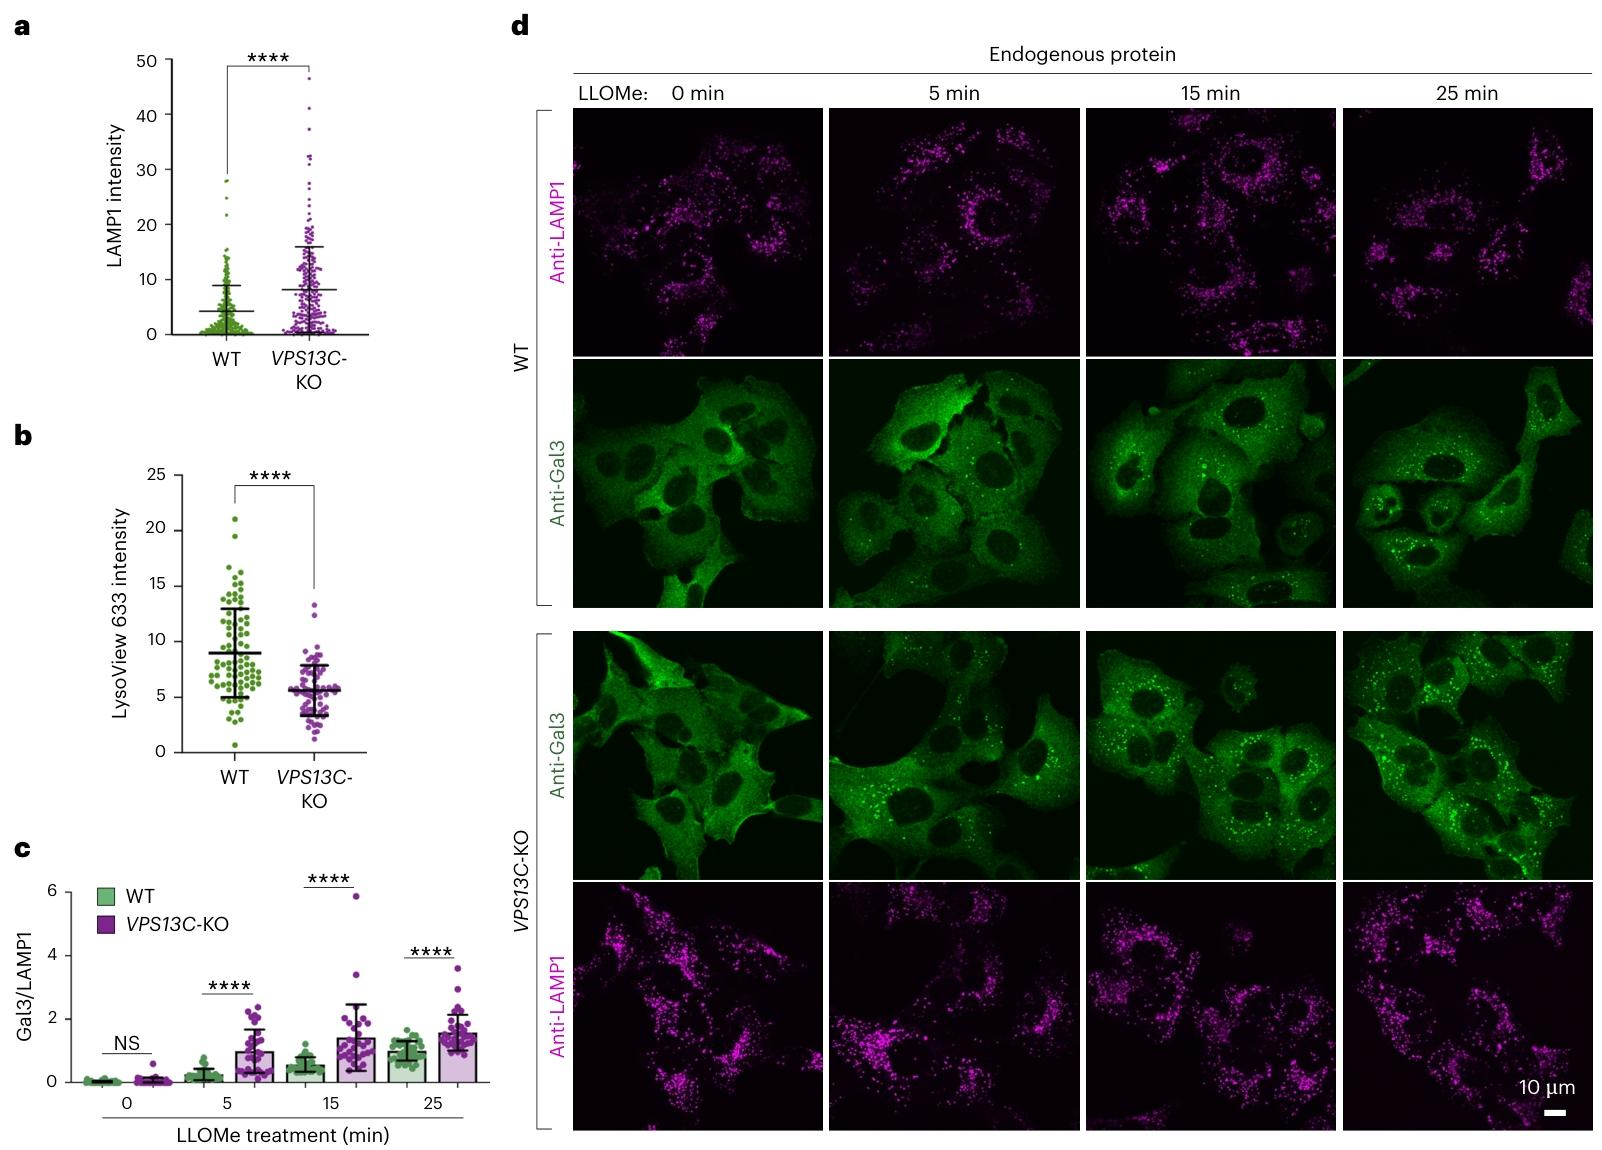 a
50
40
30
20
10
0
LAMP1 intensity
****
WT
VPS13C-
KO
b
25
20
15
10
5
0
LysoView 633 intensity
****
WT
VPS13C-
KO
c
6
4
2
0
Gal3/LAMP1
WT
VPS13C-KO
NS
****
****
****
0 5 15 25
LLOMe treatment (min)
d
Endogenous protein
LLOMe: 0 min 5 min 15 min 25 min
WT
Anti-LAMP1
Anti-Gal3
VPS13C-KO
Anti-Gal3
Anti-LAMP1
10 µm